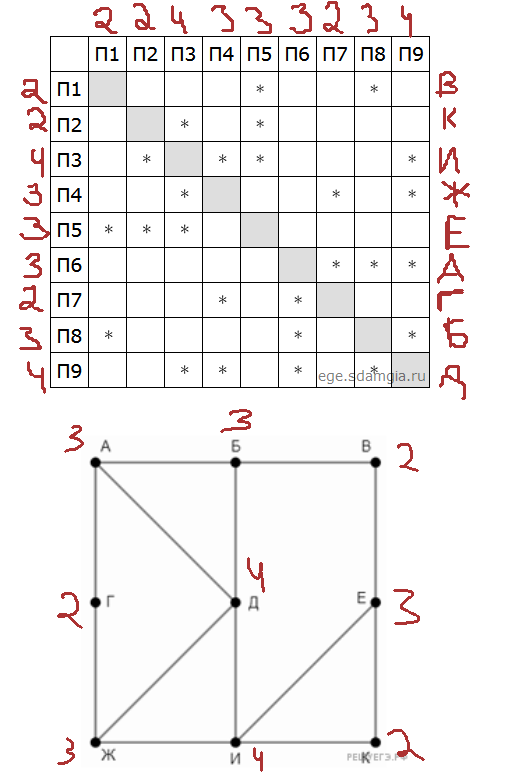 2 2 4 3 3 3 2 3 4
П1 П2 П3 П4 П5 П6 П7 П8 П9
2 П1 * * В
2 П2 * * К
4 П3 * * * * И
3 П4 * * * Ж
3 П5 * * * Е
3 П6 * * * А
2 П7 * * Г
3 П8 * * * Б
4 П9 * * * * Д
ege.sdamgia.ru
3
3 А Б В 2
4
2 Г Д Е 3
3 Ж И 4 К 2
РЕШУЕГЭ.РФ